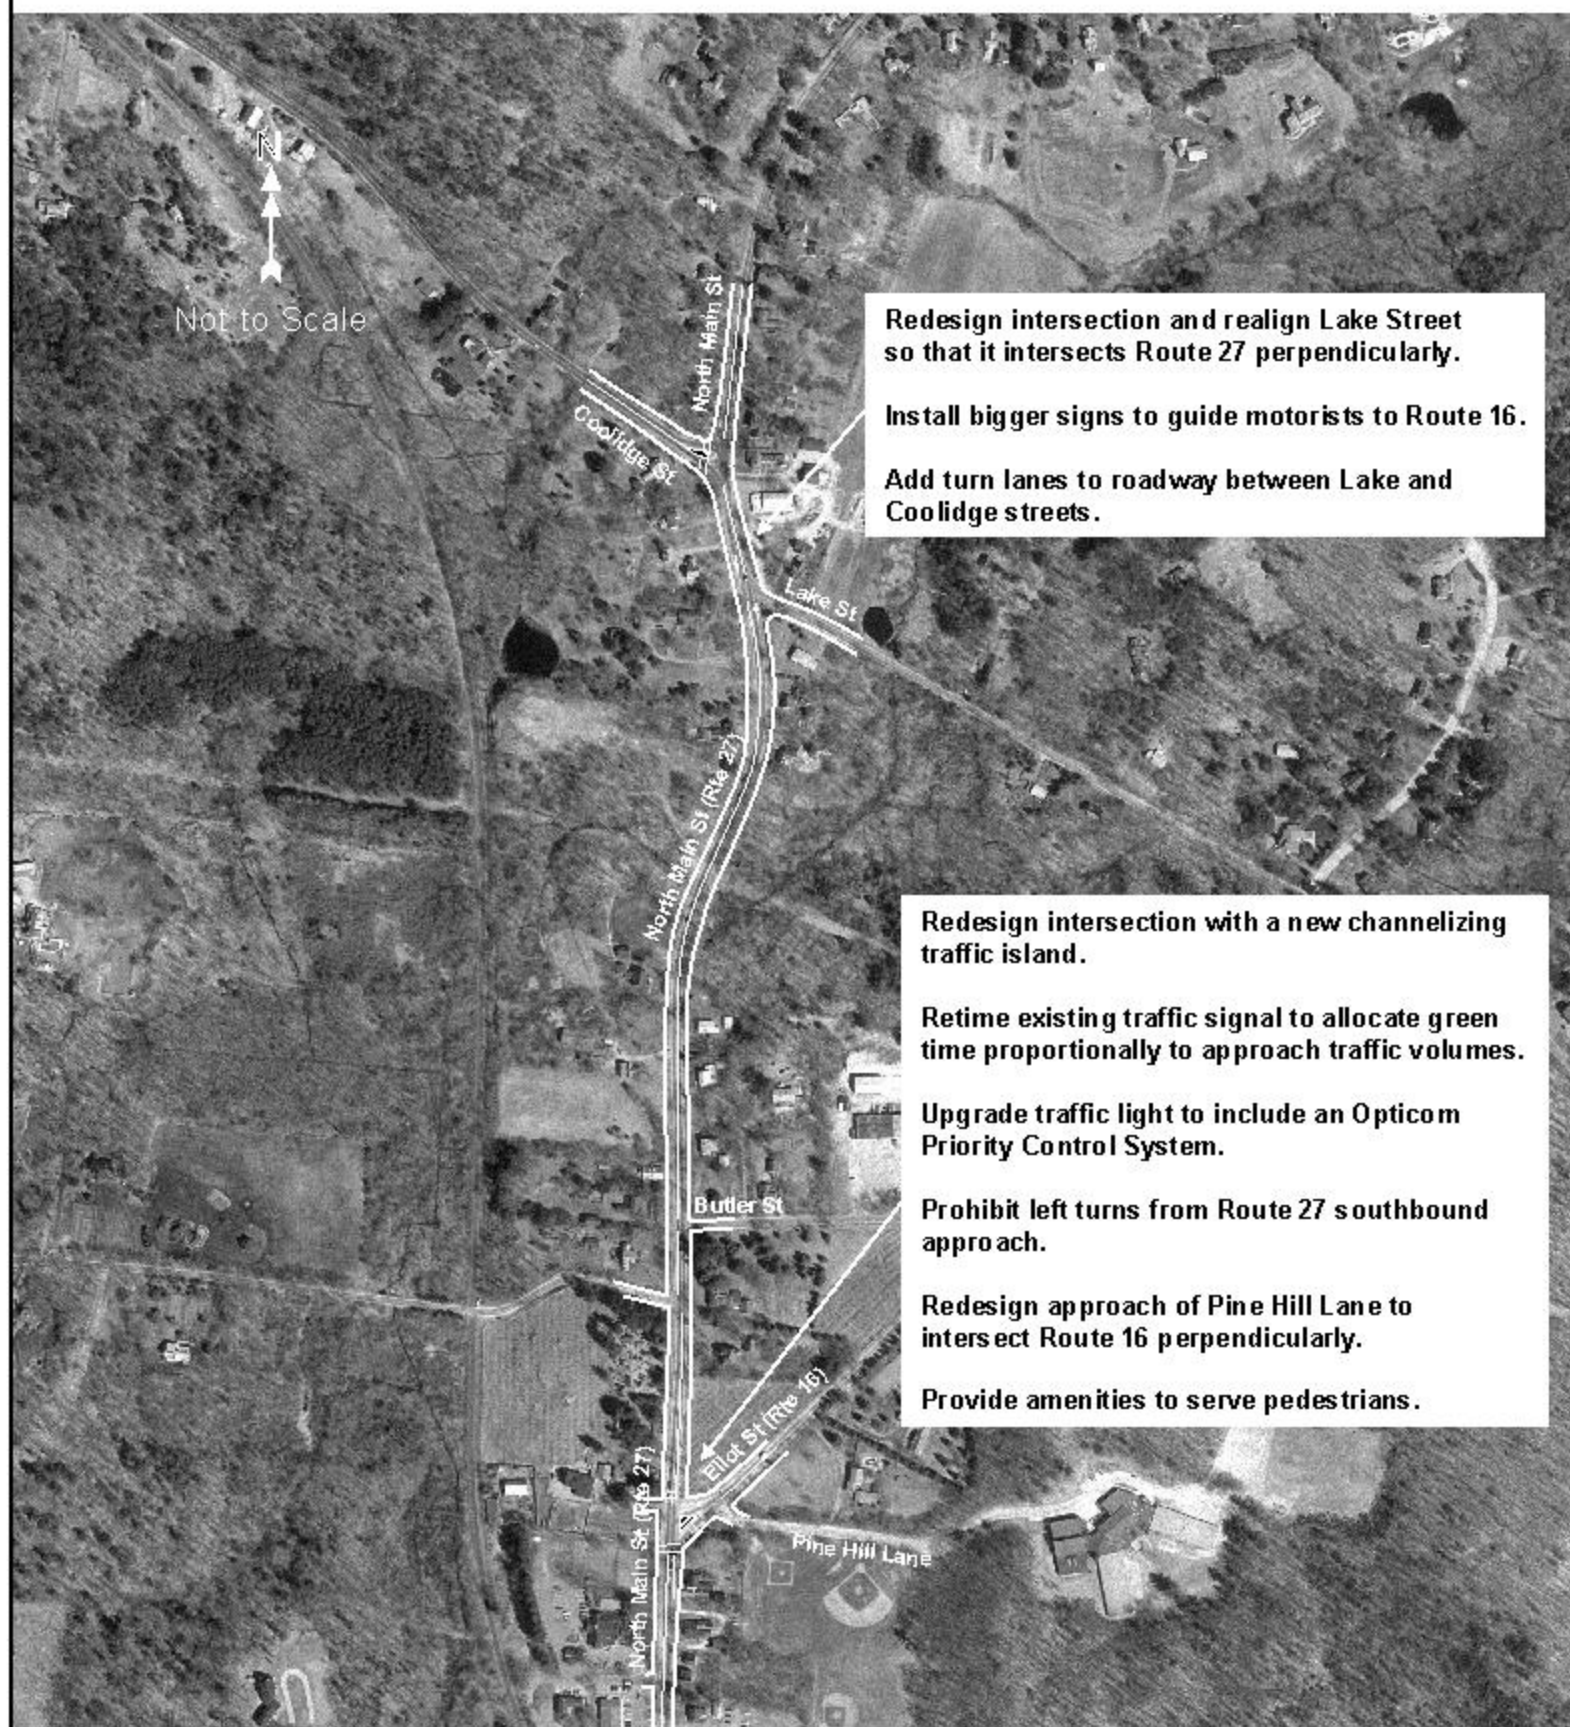 N
Not to Scale
North Main St
Coolidge St
Redesign intersection and realign Lake Street
so that it intersects Route 27 perpendicularly.
Install bigger signs to guide motorists to Route 16.
Add turn lanes to roadway between Lake and
Coolidge streets.
Lake St
North Main St (Rte 27)
Redesign intersection with a new channelizing
traffic island.
Retime existing traffic signal to allocate green
time proportionally to approach traffic volumes.
Upgrade traffic light to include an Opticom
Priority Control System.
Prohibit left turns from Route 27 southbound
approach.
Redesign approach of Pine Hill Lane to
intersect Route 16 perpendicularly.
Provide amenities to serve pedestrians.
Butler St
Eliot St (Rte 16)
North Main St (Rte 27)
Pine Hill Lane